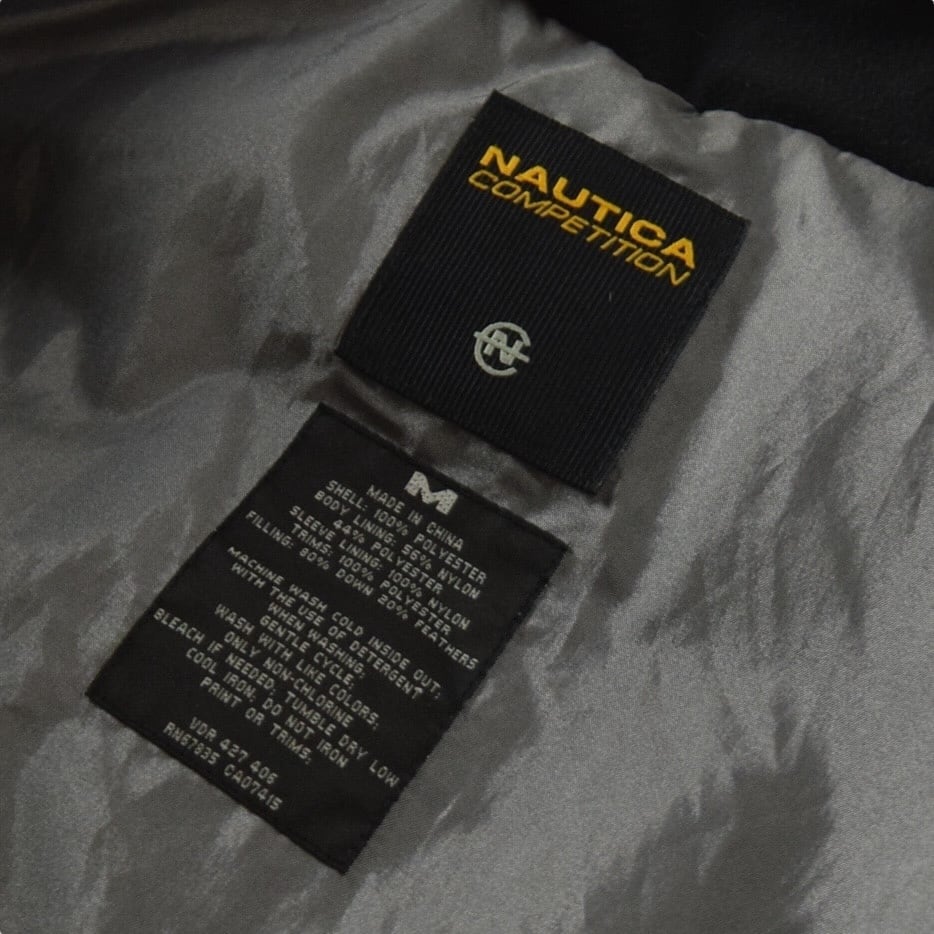 NAUTICA
COMPETITION
N
M
MADE IN CHINA
SHELL: 100% POLYESTER
BODY LINING: 56% NYLON
44% POLYESTER
SLEEVE LINING: 100% NYLON
TRIMS: 100% POLYESTER
FILLING: 80% DOWN 20% FEATHERS
MACHINE WASH COLD INSIDE OUT,
WITH THE USE OF DETERGENT
WHEN WASHING.
GENTLE CYCLE.
WASH WITH LIKE COLORS.
ONLY NON-CHLORINE
BLEACH IF NEEDED. TUMBLE DRY LOW
COOL IRON. DO NOT IRON
PRINT OR TRIMS.
VDR 427 406
RN67835 CA07415